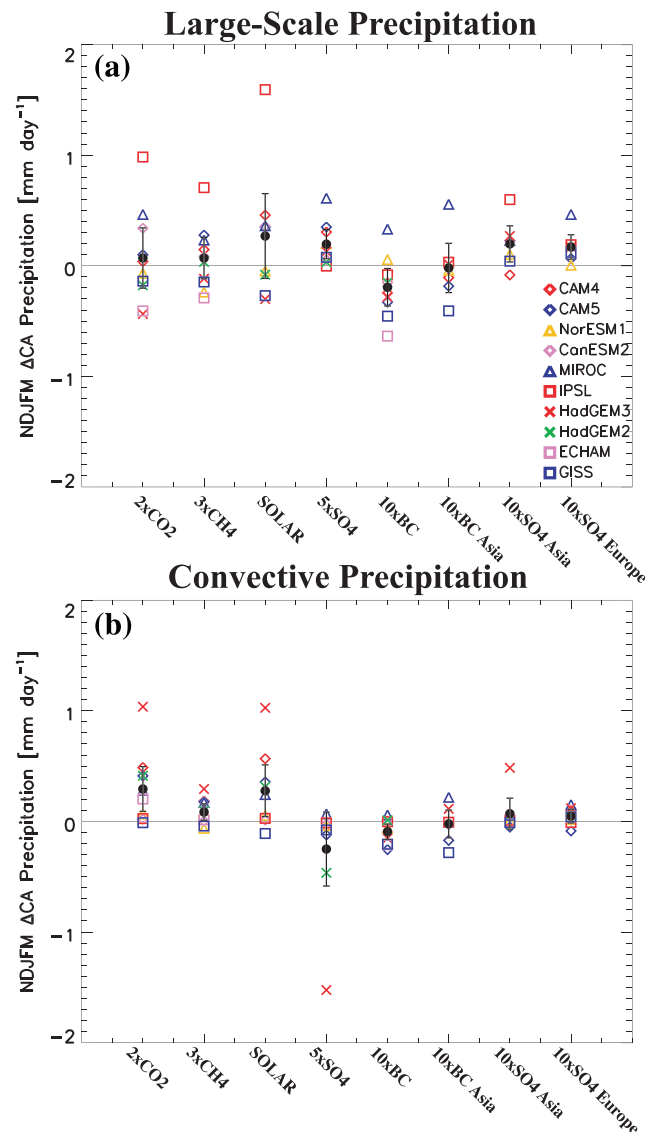 Large-Scale Precipitation
(a)
NDJFM ΔCA Precipitation [mm day⁻¹]
2
1
0
−1
−2
CAM4
CAM5
NorESM1
CanESM2
MIROC
IPSL
HadGEM3
HadGEM2
ECHAM
GISS
2xCO2
3xCH4
SOLAR
5xSO4
10xBC
10xBC Asia
10xSO4 Asia
10xSO4 Europe
Convective Precipitation
(b)
NDJFM ΔCA Precipitation [mm day⁻¹]
2
1
0
−1
−2
2xCO2
3xCH4
SOLAR
5xSO4
10xBC
10xBC Asia
10xSO4 Asia
10xSO4 Europe